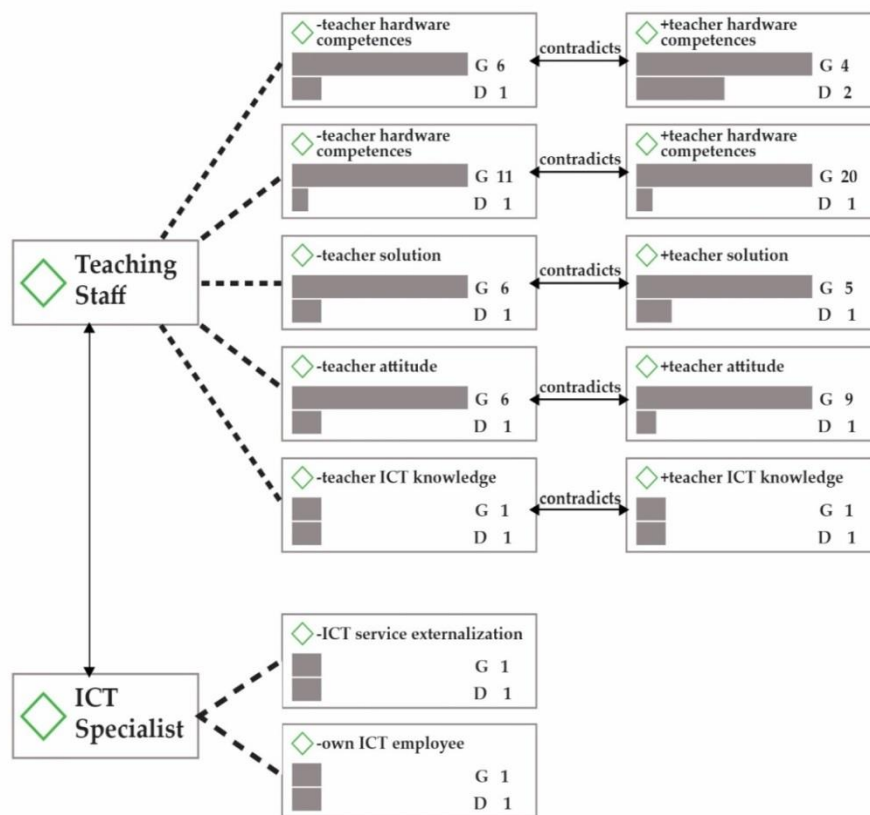 -teacher hardware
competences
G 6
D 1
contradicts
+teacher hardware
competences
G 4
D 2
-teacher hardware
competences
G 11
D 1
contradicts
+teacher hardware
competences
G 20
D 1
Teaching
Staff
-teacher solution
G 6
D 1
contradicts
+teacher solution
G 5
D 1
-teacher attitude
G 6
D 1
contradicts
+teacher attitude
G 9
D 1
-teacher ICT knowledge
G 1
D 1
contradicts
+teacher ICT knowledge
G 1
D 1
ICT
Specialist
-ICT service externalization
G 1
D 1
-own ICT employee
G 1
D 1